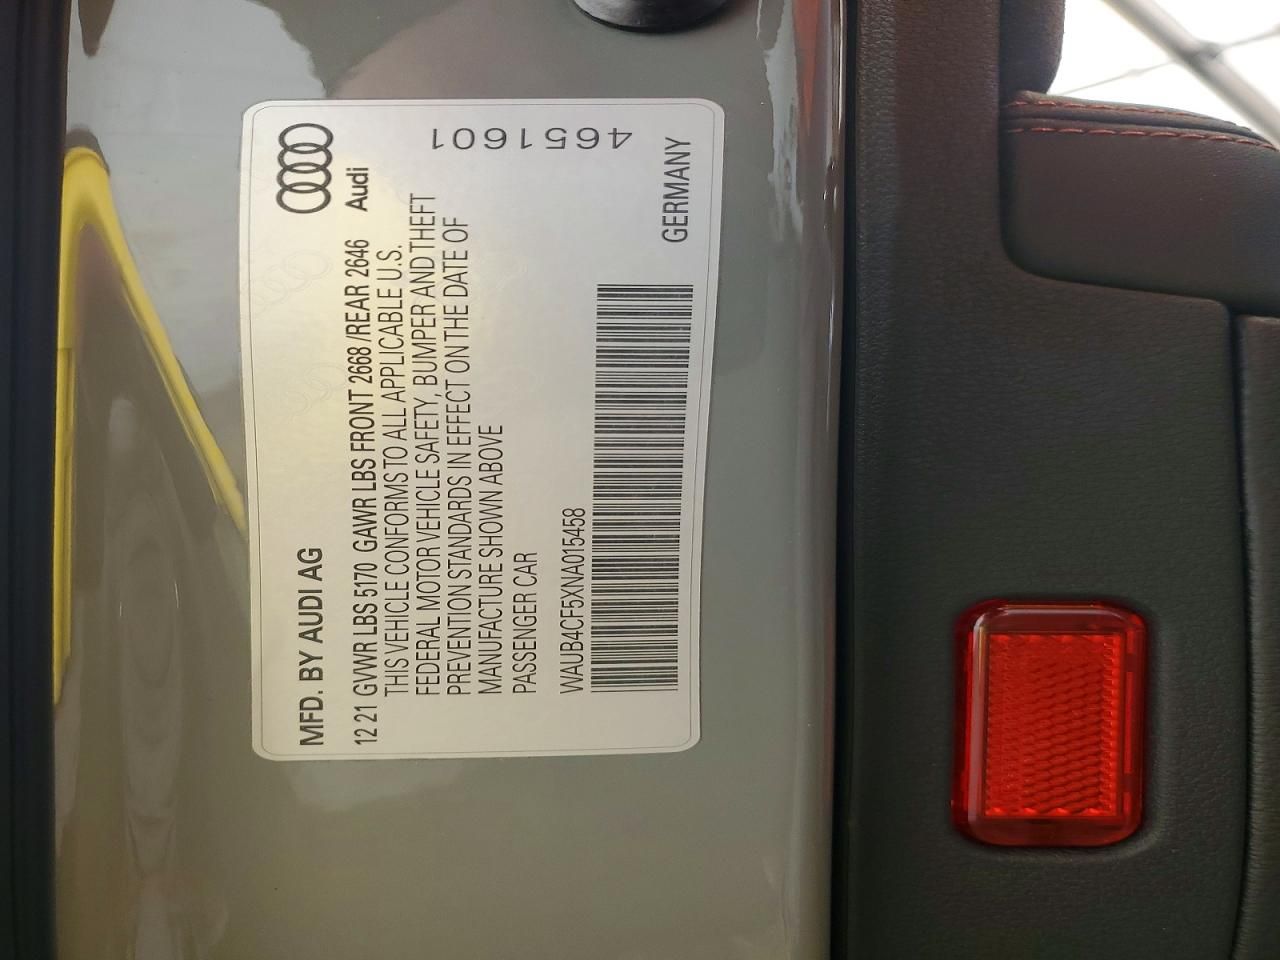 MFD. BY AUDI AG
12 21 GWWR LBS 5170 GAWR LBS FRONT 2668 /REAR 2646 Audi
THIS VEHICLE CONFORMS TO ALL APPLICABLE U.S.
FEDERAL MOTOR VEHICLE SAFETY, BUMPER AND THEFT
PREVENTION STANDARDS IN EFFECT ON THE DATE OF
MANUFACTURE SHOWN ABOVE
PASSENGER CAR
WAUB4CF5XNA015458
4651601
GERMANY